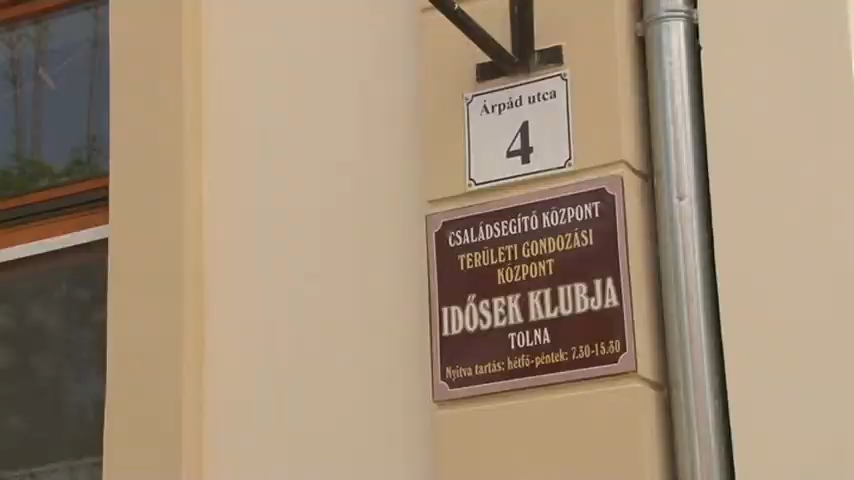 Árpád utca
4
CSALÁDSEGÍTŐ KÖZPONT
TERÜLETI GONDOZÁSI
KÖZPONT
IDŐSEK KLUBJA
TOLNA
Nyitva tartás: hétfő-péntek: 7.30-15.30